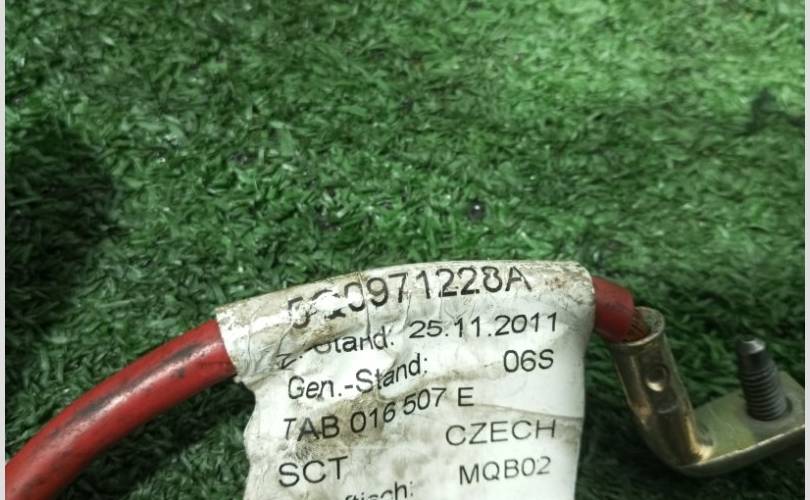 5Q0971228A
Z. Stand: 25.11.2011
Gen.-Stand: 06S
TAB 016 507 E
SCT CZECH
MQB02